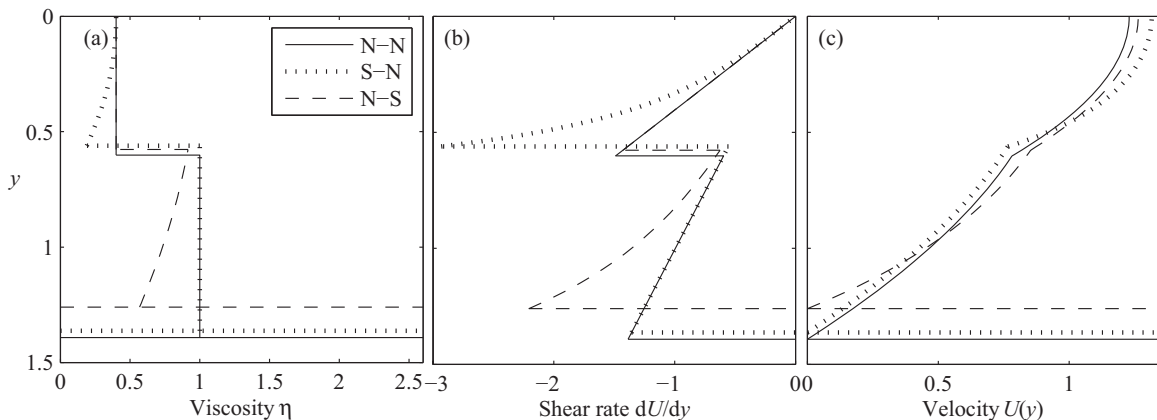 (a)
N−N
S−N
N−S
(b)
(c)
0
0.5
1
1.5
y
0
0.5
1
1.5
2
2.5
Viscosity η
−3
−2
−1
0
Shear rate dU/dy
0
0.5
1
Velocity U(y)